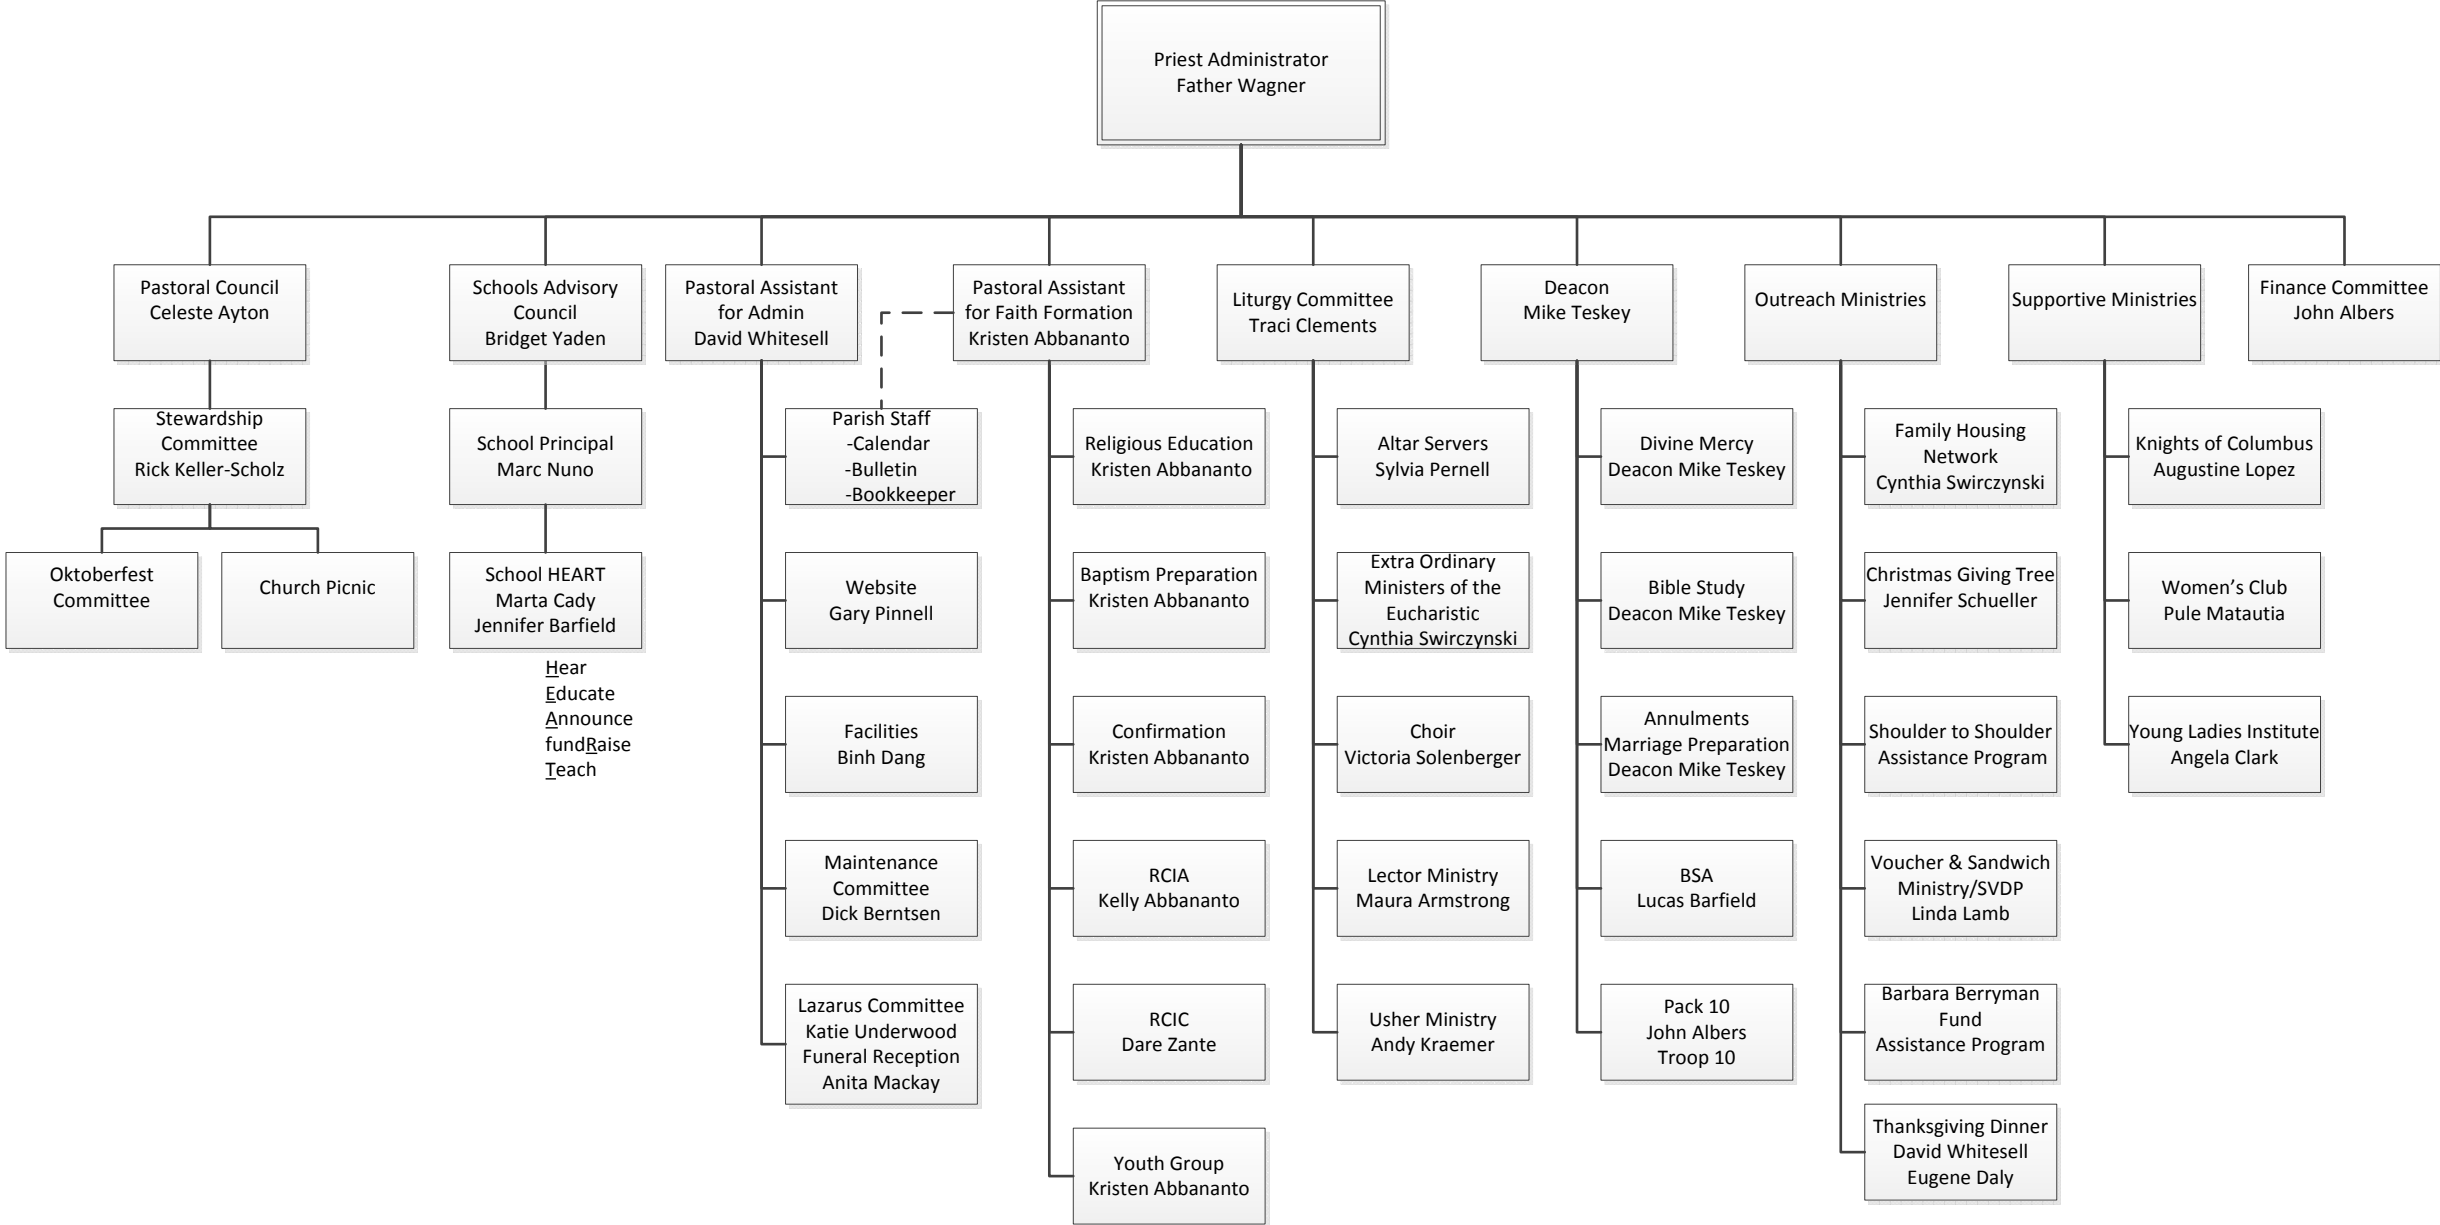 Priest Administrator
Father Wagner
Pastoral Council
Celeste Ayton
Schools Advisory
Council
Bridget Yaden
Pastoral Assistant
for Admin
David Whitesell
Pastoral Assistant
for Faith Formation
Kristen Abbananto
Liturgy Committee
Traci Clements
Deacon
Mike Teskey
Outreach Ministries
Supportive Ministries
Finance Committee
John Albers
Stewardship
Committee
Rick Keller-Scholz
School Principal
Marc Nuno
Parish Staff
-Calendar
-Bulletin
-Bookkeeper
Religious Education
Kristen Abbananto
Altar Servers
Sylvia Pernell
Divine Mercy
Deacon Mike Teskey
Family Housing
Network
Cynthia Swirczynski
Knights of Columbus
Augustine Lopez
Oktoberfest
Committee
Church Picnic
School HEART
Marta Cady
Jennifer Barfield
Hear
Educate
Announce
fundRaise
Teach
Website
Gary Pinnell
Baptism Preparation
Kristen Abbananto
Extra Ordinary
Ministers of the
Eucharistic
Cynthia Swirczynski
Bible Study
Deacon Mike Teskey
Christmas Giving Tree
Jennifer Schueller
Women’s Club
Pule Matautia
Facilities
Binh Dang
Confirmation
Kristen Abbananto
Choir
Victoria Solenberger
Annulments
Marriage Preparation
Deacon Mike Teskey
Shoulder to Shoulder
Assistance Program
Young Ladies Institute
Angela Clark
Maintenance
Committee
Dick Berntsen
RCIA
Kelly Abbananto
Lector Ministry
Maura Armstrong
BSA
Lucas Barfield
Voucher & Sandwich
Ministry/SVDP
Linda Lamb
Lazarus Committee
Katie Underwood
Funeral Reception
Anita Mackay
RCIC
Dare Zante
Usher Ministry
Andy Kraemer
Pack 10
John Albers
Troop 10
Barbara Berryman
Fund
Assistance Program
Youth Group
Kristen Abbananto
Thanksgiving Dinner
David Whitesell
Eugene Daly